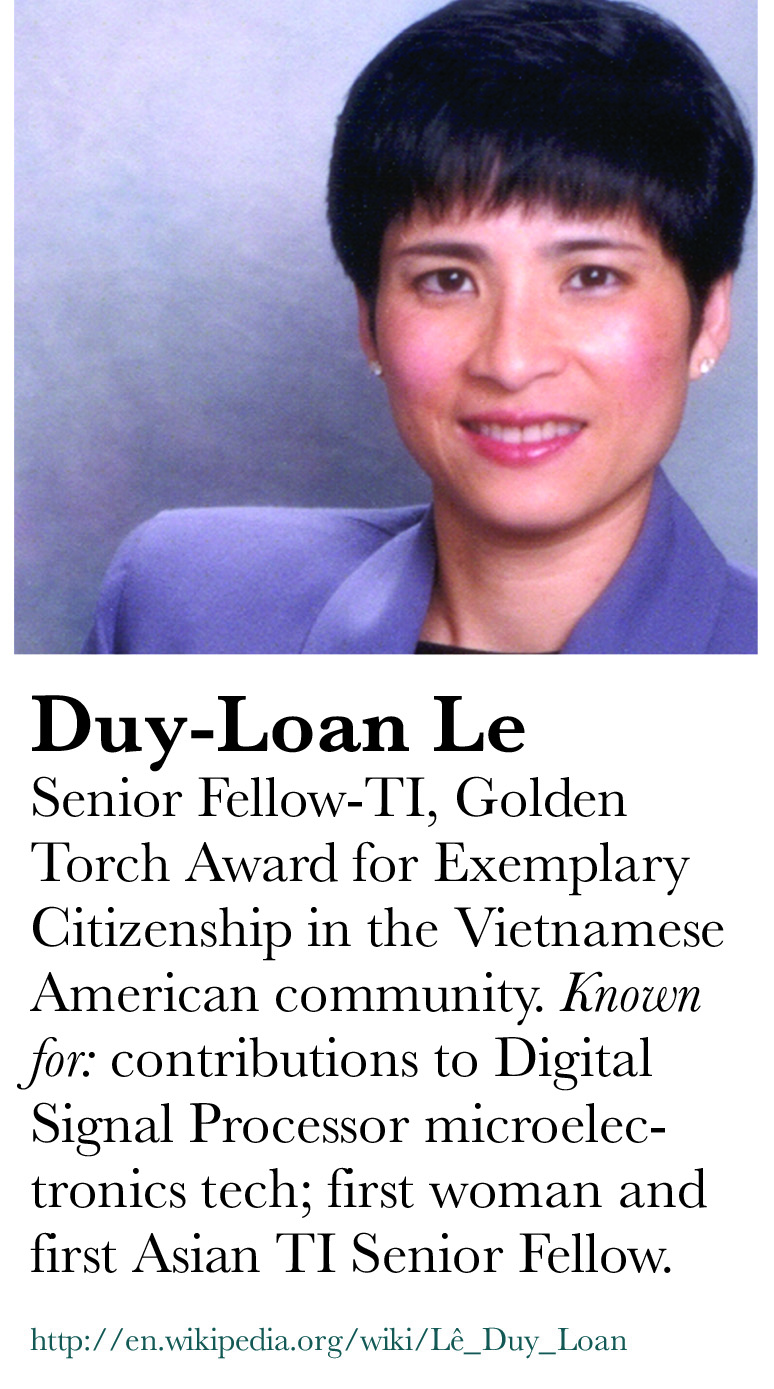 Duy-Loan Le
Senior Fellow-TI, Golden
Torch Award for Exemplary
Citizenship in the Vietnamese
American community. Known
for: contributions to Digital
Signal Processor microelec-
tronics tech; first woman and
first Asian TI Senior Fellow.
http://en.wikipedia.org/wiki/Lê_Duy_Loan